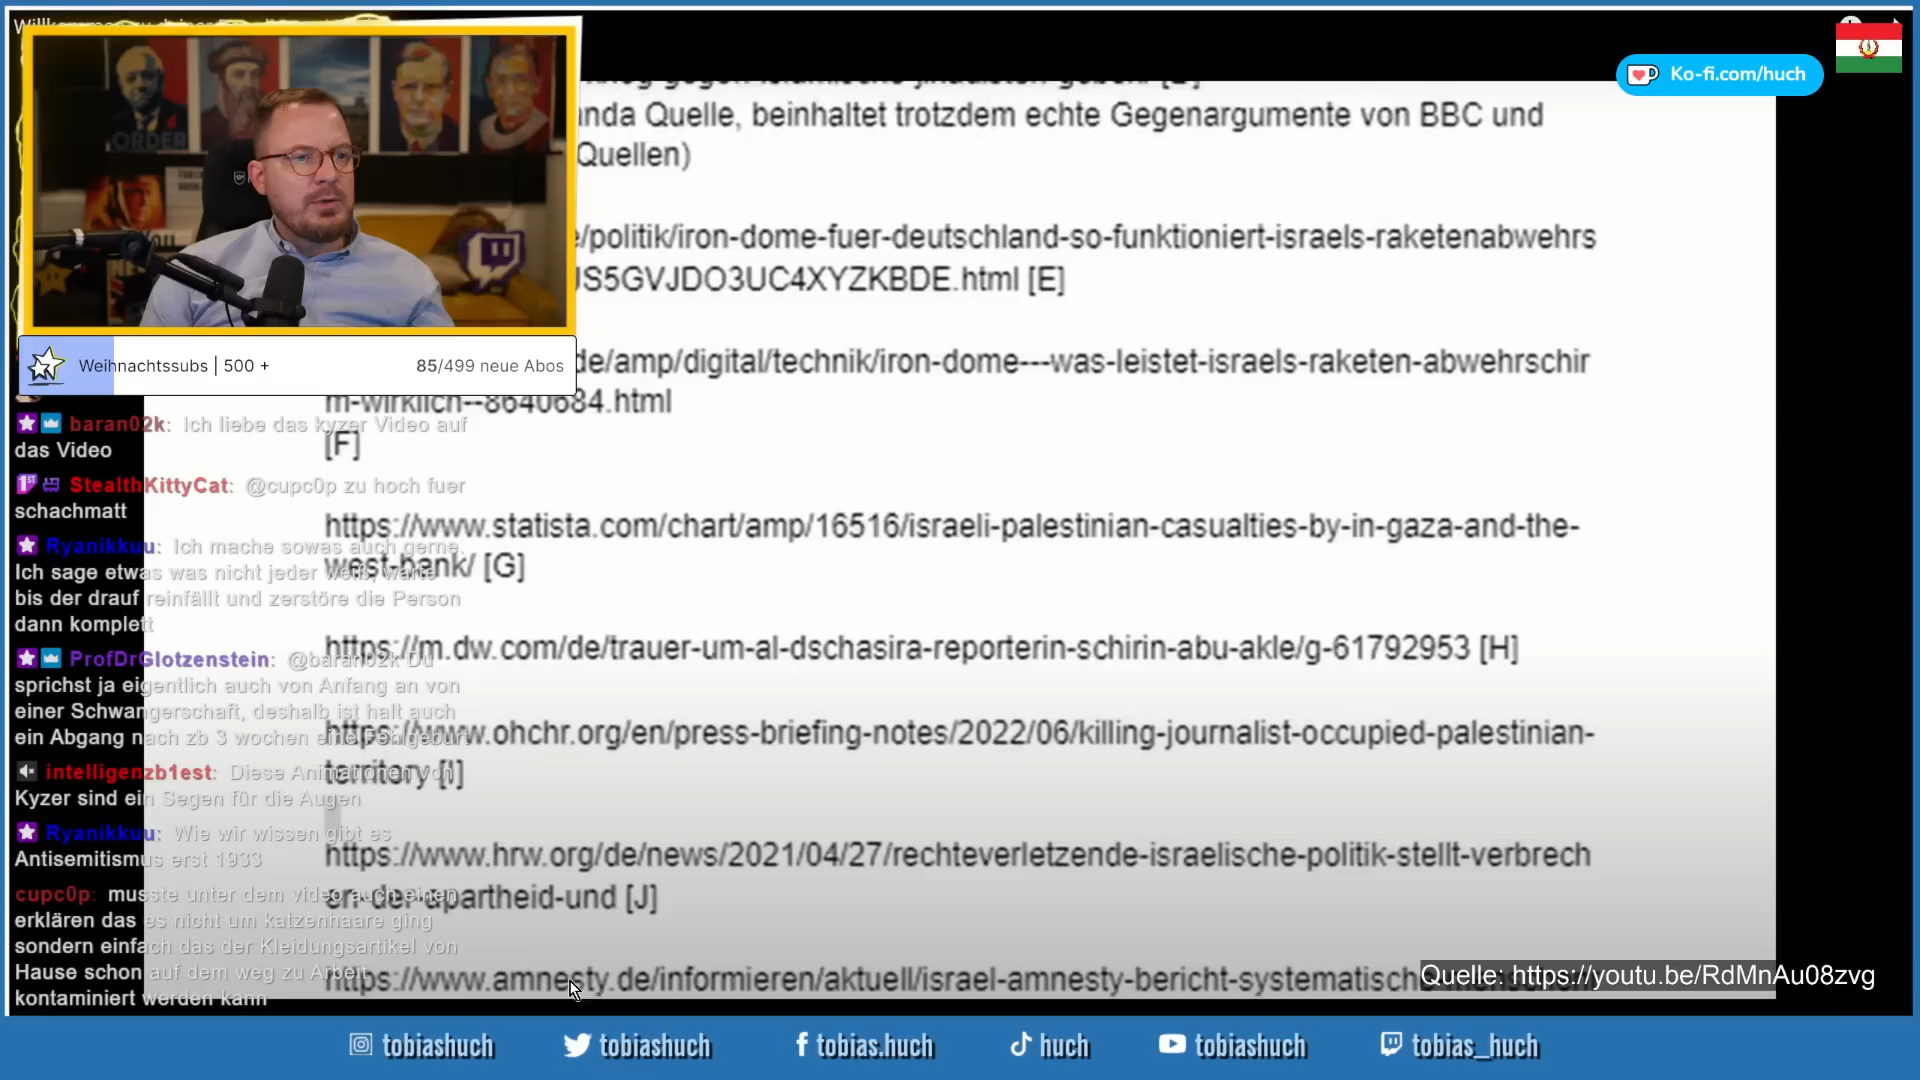 Ko-fi.com/huch
ORDER
nda Quelle, beinhaltet trotzdem echte Gegenargumente von BBC und
Quellen)
e/politik/iron-dome-fuer-deutschland-so-funktioniert-israels-raketenabwehrs
JS5GVJDO3UC4XYZKBDE.html [E]
de/amp/digital/technik/iron-dome---was-leistet-israels-raketen-abwehrschir
m-wirklich--8640684.html
[F]
https://www.statista.com/chart/amp/16516/israeli-palestinian-casualties-by-in-gaza-and-the-
west-bank/ [G]
https://m.dw.com/de/trauer-um-al-dschasira-reporterin-schirin-abu-akle/g-61792953 [H]
https://www.ohchr.org/en/press-briefing-notes/2022/06/killing-journalist-occupied-palestinian-
territory [I]
https://www.hrw.org/de/news/2021/04/27/rechteverletzende-israelische-politik-stellt-verbrech
en-der-apartheid-und [J]
https://www.amnesty.de/informieren/aktuell/israel-amnesty-bericht-systematische-
Weihnachtssubs | 500 + 85/499 neue Abos
baran02k: Ich liebe das kyzer Video auf
das Video
StealthKittyCat: @cupc0p zu hoch fuer
schachmatt
Ryanikkuu: Ich mache sowas auch gerne.
Ich sage etwas was nicht jeder weiß, warte
bis der drauf reinfällt und zerstöre die Person
dann komplett
ProfDrGlotzenstein: @baran02k Du
sprichst ja eigentlich auch von Anfang an von
einer Schwangerschaft, deshalb ist halt auch
ein Abgang nach zb 3 wochen eine Fehlgeburt
intelligenzb1est: Diese Animationen von
Kyzer sind ein Segen für die Augen
Ryanikkuu: Wie wir wissen gibt es
Antisemitismus erst 1933
cupc0p: musste unter dem video auch einen
erklären das es nicht um katzenhaare ging
sondern einfach das der Kleidungsartikel von
Hause schon auf dem weg zu Arbeit
kontaminiert werden kann
Quelle: https://youtu.be/RdMnAu08zvg
tobiashuch tobiashuch tobias.huch huch tobiashuch tobias_huch